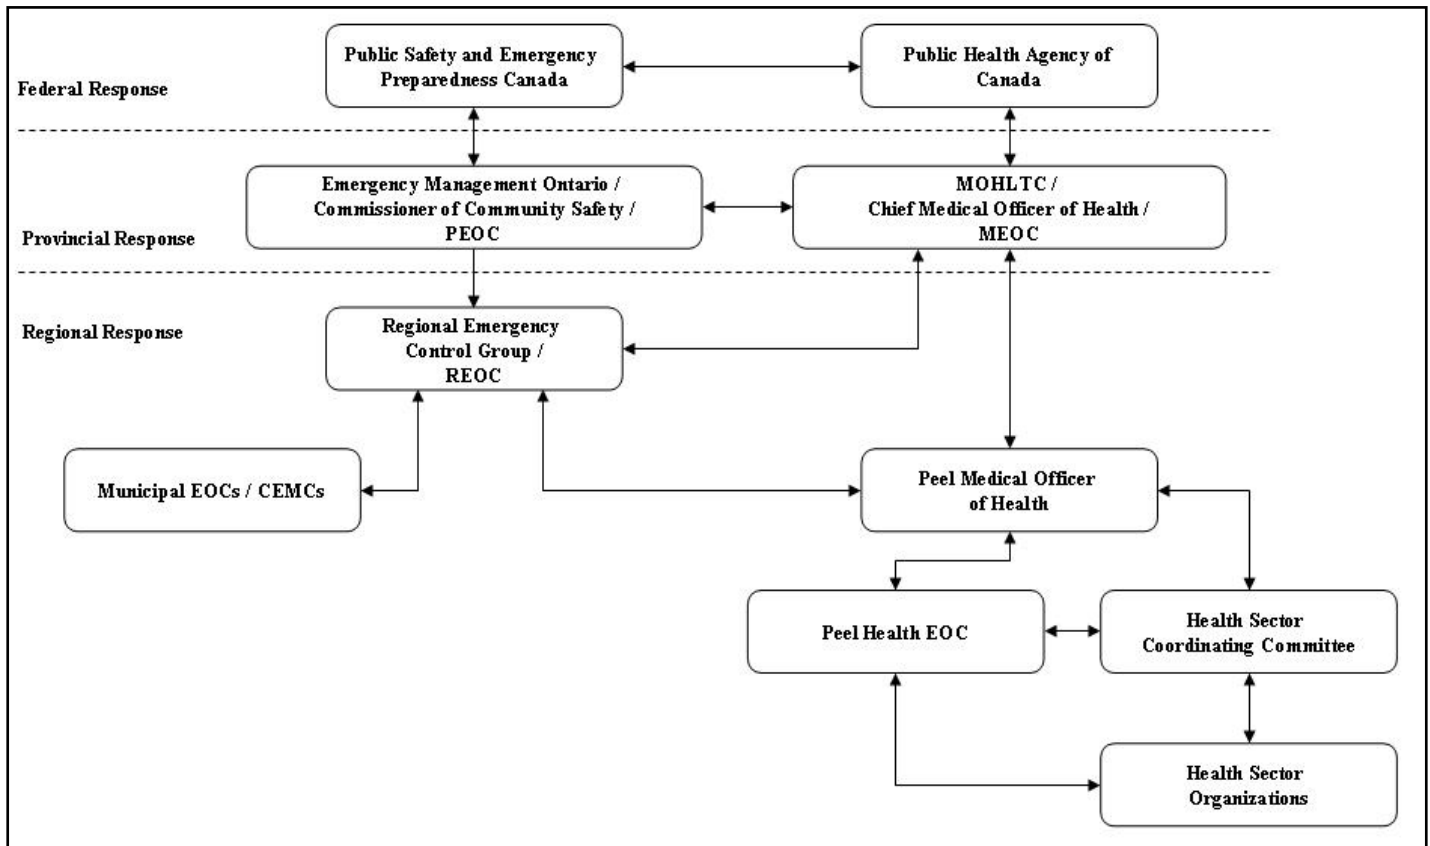 Public Safety and Emergency
Preparedness Canada
Public Health Agency of
Canada
Federal Response
Emergency Management Ontario /
Commissioner of Community Safety /
PEOC
MOHLTC /
Chief Medical Officer of Health /
MEOC
Provincial Response
Regional Response
Regional Emergency
Control Group /
REOC
Municipal EOCs / CEMCs
Peel Medical Officer
of Health
Peel Health EOC
Health Sector
Coordinating Committee
Health Sector
Organizations